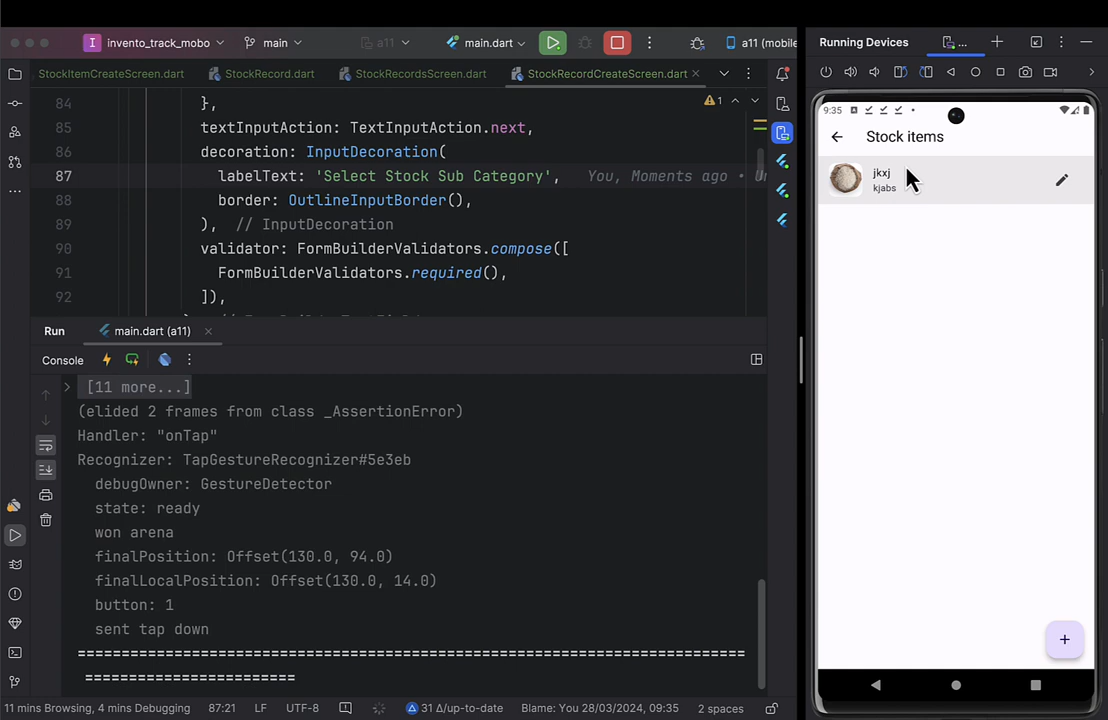 invento_track_mobo
main
a11
main.dart
a11 (mobile
Running Devices
...
StockItemCreateScreen.dart
StockRecord.dart
StockRecordsScreen.dart
StockRecordCreateScreen.dart
84 },
1
85 textInputAction: TextInputAction.next,
86 decoration: InputDecoration(
87 labelText: 'Select Stock Sub Category', You, Moments ago •
88 border: OutlineInputBorder(),
89 ), // InputDecoration
90 validator: FormBuilderValidators.compose([
91 FormBuilderValidators.required(),
92 ]),
Run
main.dart (a11)
Console
> [11 more...]
(elided 2 frames from class _AssertionError)
Handler: "onTap"
Recognizer: TapGestureRecognizer#5e3eb
debugOwner: GestureDetector
state: ready
won arena
finalPosition: Offset(130.0, 94.0)
finalLocalPosition: Offset(130.0, 14.0)
button: 1
sent tap down
=============================================================================
========================
11 mins Browsing, 4 mins Debugging
87:21
LF
UTF-8
31 Δ/up-to-date
Blame: You 28/03/2024, 09:35
2 spaces
9:35
Stock items
jkxj
kjabs